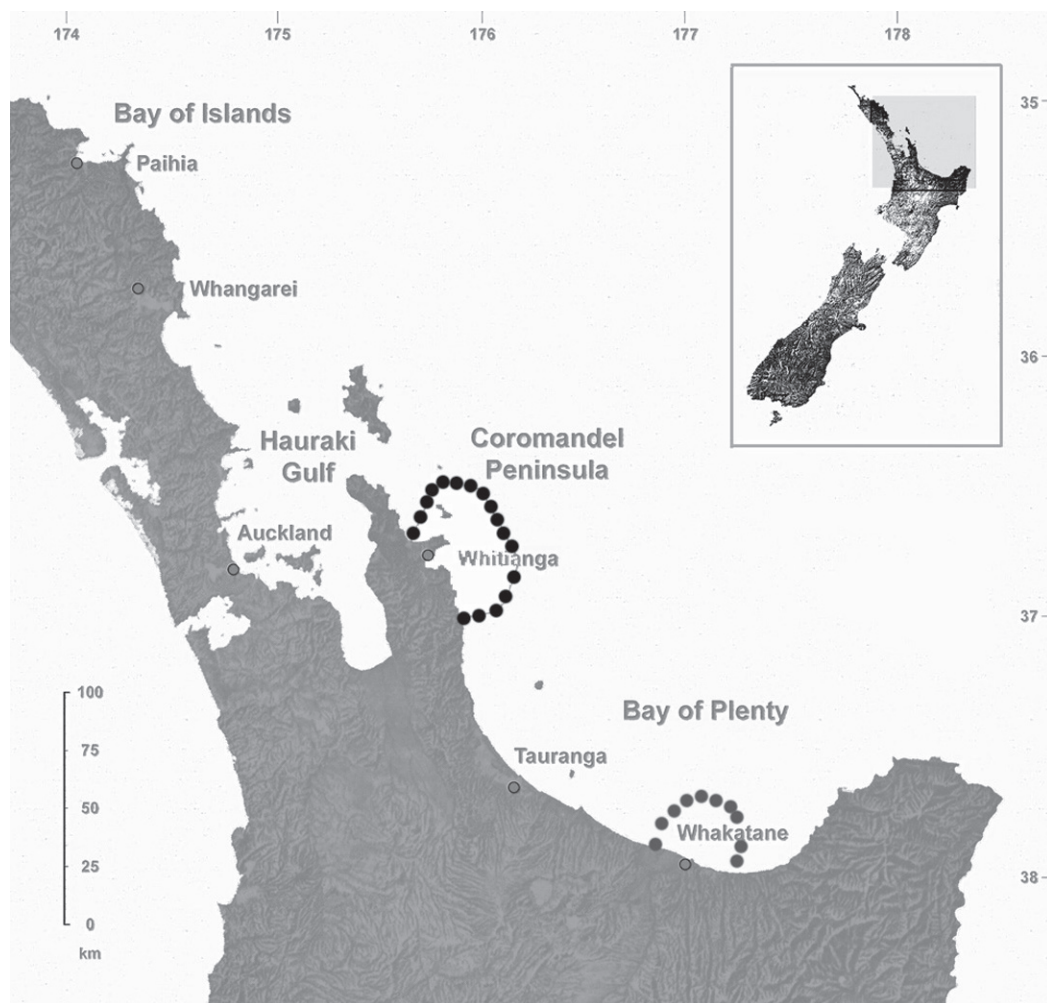 174 175 176 177 178
35
Bay of Islands
Paihia
Whangarei
36
Hauraki
Gulf
Coromandel
Peninsula
Auckland
Whitianga
37
100
75
50
25
0
km
Bay of Plenty
Tauranga
Whakatane
38